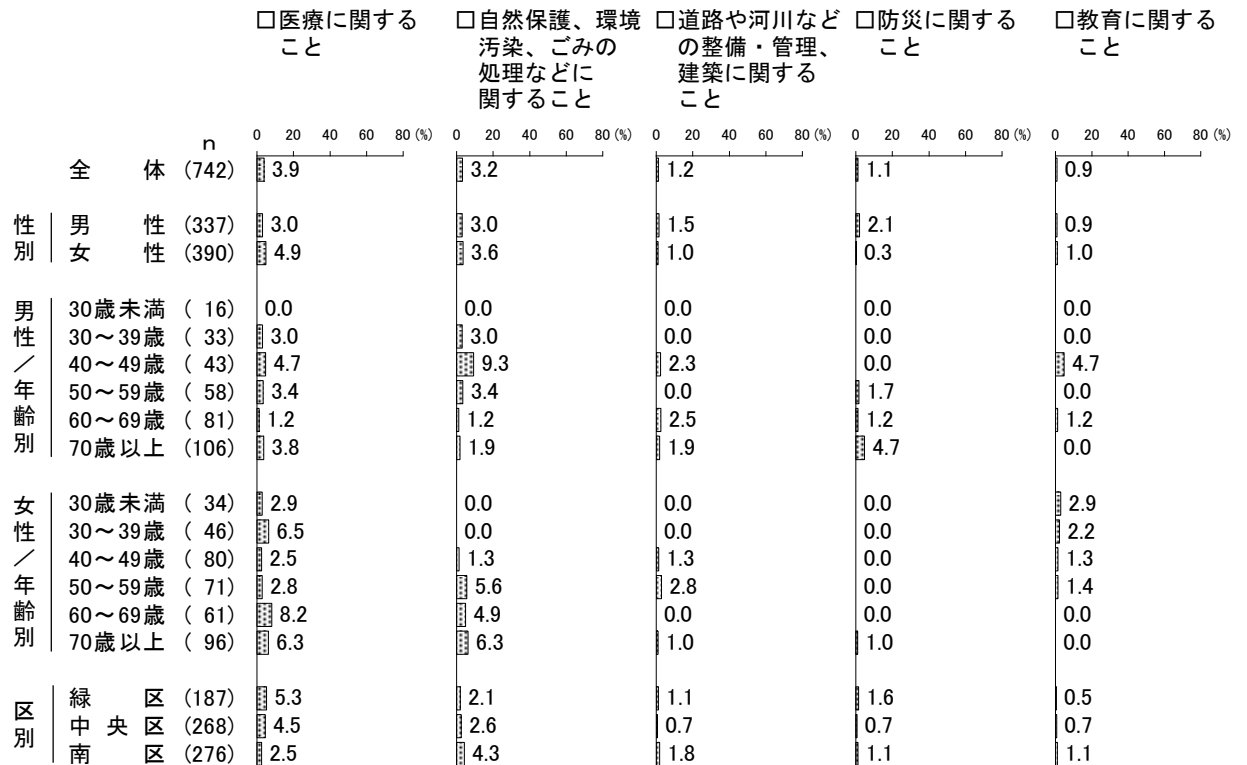 □医療に関する □自然保護、環境 □道路や河川など □防災に関する □教育に関する
こと 汚染、ごみの の整備・管理、 こと こと
処理などに 建築に関する
関すること こと
n 0 20 40 60 80 (%) 0 20 40 60 80 (%) 0 20 40 60 80 (%) 0 20 40 60 80 (%) 0 20 40 60 80 (%)
全体 (742) 3.9 3.2 1.2 1.1 0.9
性別
男性 (337) 3.0 3.0 1.5 2.1 0.9
女性 (390) 4.9 3.6 1.0 0.3 1.0
男性/年齢別
30歳未満 ( 16) 0.0 0.0 0.0 0.0 0.0
30~39歳 ( 33) 3.0 3.0 0.0 0.0 0.0
40~49歳 ( 43) 4.7 9.3 2.3 0.0 4.7
50~59歳 ( 58) 3.4 3.4 0.0 1.7 0.0
60~69歳 ( 81) 1.2 1.2 2.5 1.2 1.2
70歳以上 (106) 3.8 1.9 1.9 4.7 0.0
女性/年齢別
30歳未満 ( 34) 2.9 0.0 0.0 0.0 2.9
30~39歳 ( 46) 6.5 0.0 0.0 0.0 2.2
40~49歳 ( 80) 2.5 1.3 1.3 0.0 1.3
50~59歳 ( 71) 2.8 5.6 2.8 0.0 1.4
60~69歳 ( 61) 8.2 4.9 0.0 0.0 0.0
70歳以上 ( 96) 6.3 6.3 1.0 1.0 0.0
区別
緑区 (187) 5.3 2.1 1.1 1.6 0.5
中央区 (268) 4.5 2.6 0.7 0.7 0.7
南区 (276) 2.5 4.3 1.8 1.1 1.1